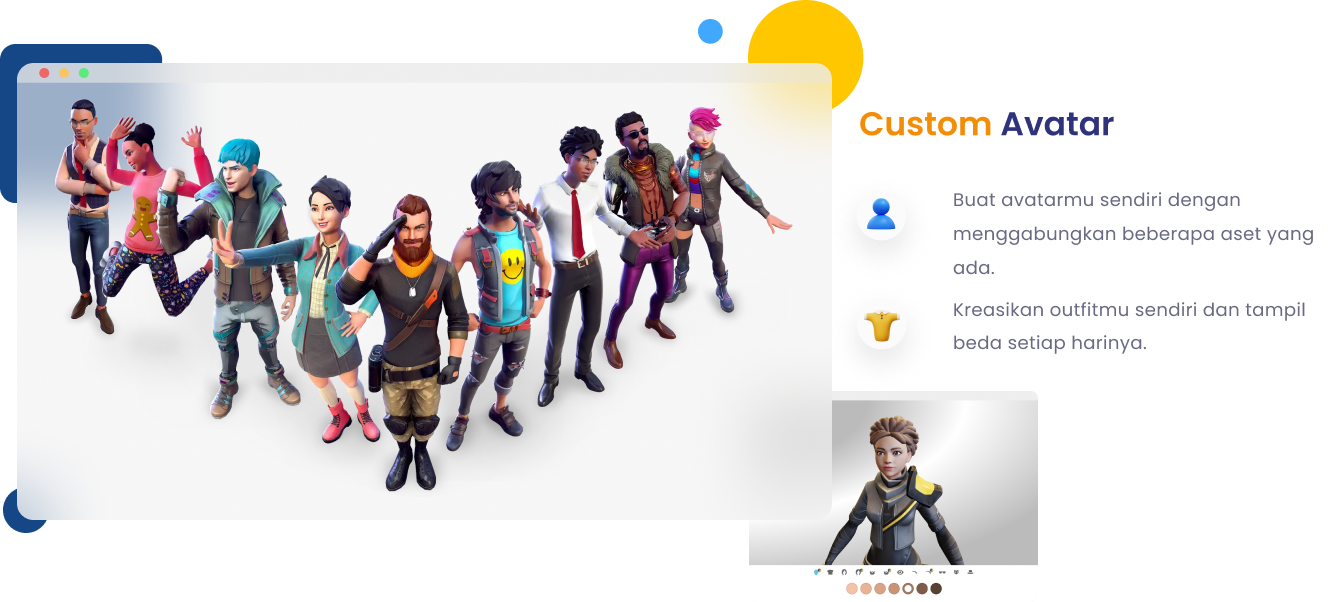 Custom Avatar
Buat avatarmu sendiri dengan
menggabungkan beberapa aset yang
ada.
Kreasikan outfitmu sendiri dan tampil
beda setiap harinya.